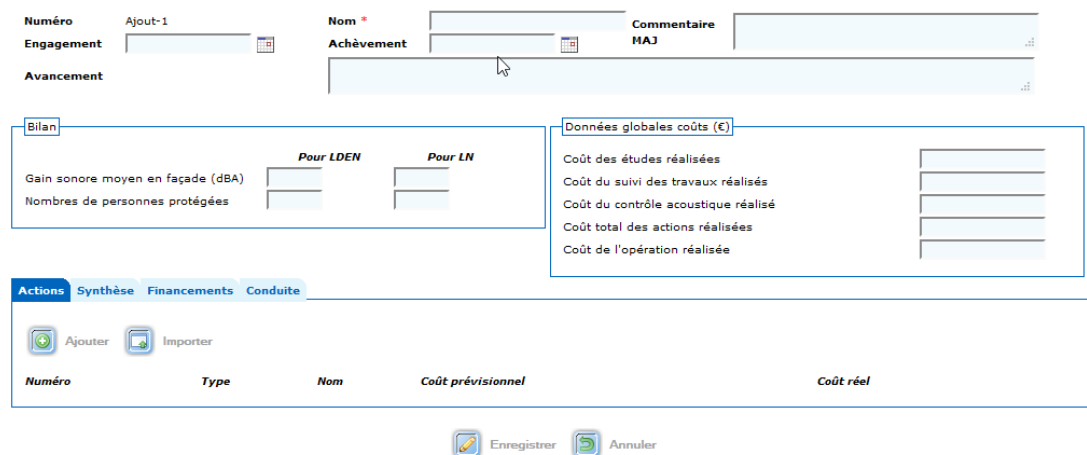 Numéro Ajout-1 Nom * Commentaire MAJ
Engagement Achèvement
Avancement
Bilan
Pour LDEN Pour LN
Gain sonore moyen en façade (dBA)
Nombres de personnes protégées
Données globales coûts (€)
Coût des études réalisées
Coût du suivi des travaux réalisés
Coût du contrôle acoustique réalisé
Coût total des actions réalisées
Coût de l'opération réalisée
Actions Synthèse Financements Conduite
Ajouter Importer
Numéro Type Nom Coût prévisionnel Coût réel
Enregistrer Annuler